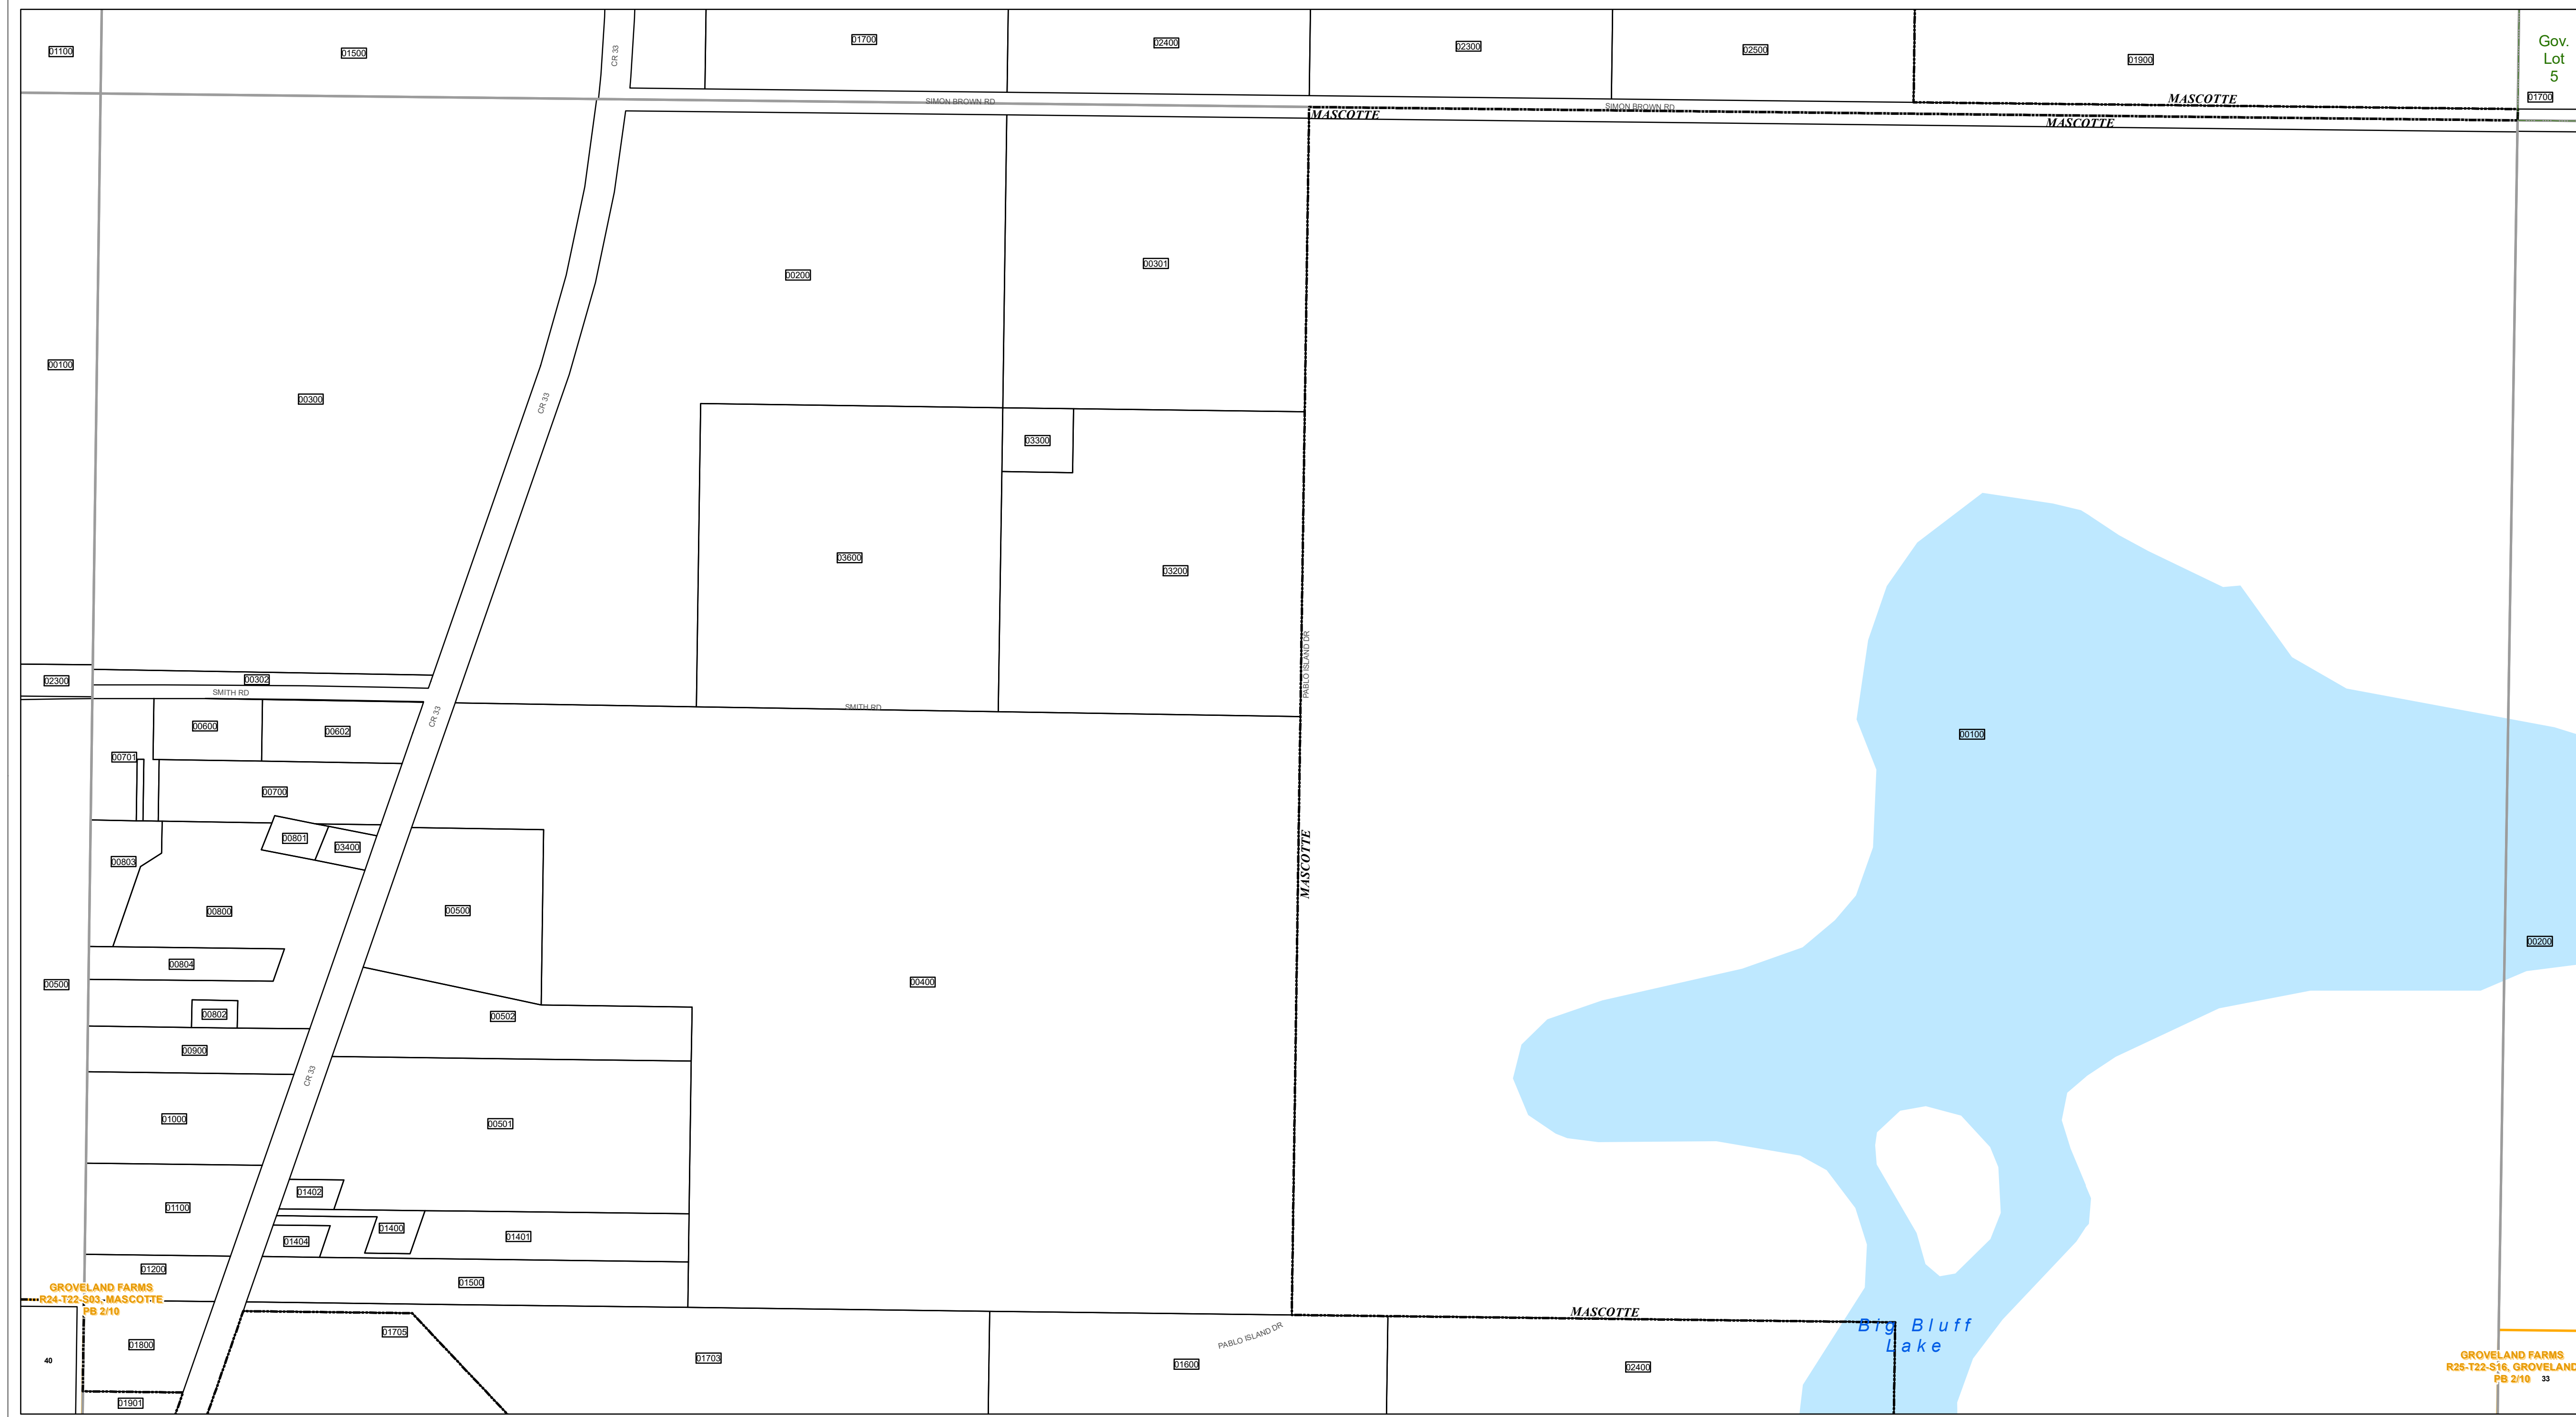 01100
01500
CR 33
01700
02400
02300
02500
01900
Gov.
Lot
5
01700
SIMON BROWN RD
SIMON BROWN RD
MASCOTTE
MASCOTTE
MASCOTTE
00200
00301
00100
00300
CR 33
03300
03600
03200
PABLO ISLAND DR
02300
00302
SMITH RD
SMITH RD
CR 33
00600
00602
00701
00700
00100
00801
03400
00803
MASCOTTE
00800
00500
00804
00500
00400
00200
00802
00502
00900
CR 33
01000
00501
01402
01100
01400
01404
01401
01200
01500
GROVELAND FARMS
R24-T22-S03, MASCOTTE
PB 2/10
MASCOTTE
Big Bluff
Lake
01705
PABLO ISLAND DR
01800
40
01703
01600
02400
GROVELAND FARMS
R25-T22-S16, GROVELAND
PB 2/10
33
01901